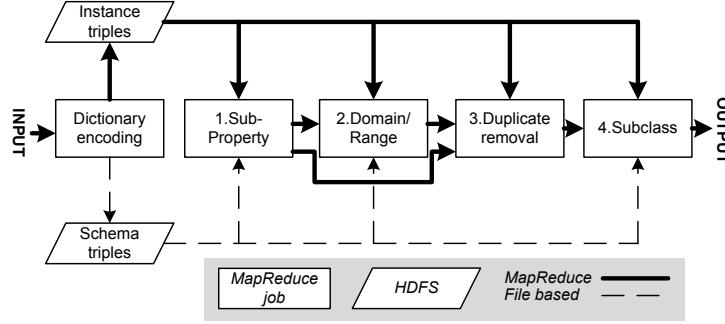 Instance
triples
INPUT
Dictionary
encoding
1.Sub-
Property
2.Domain/
Range
3.Duplicate
removal
4.Subclass
OUTPUT
Schema
triples
MapReduce
job
HDFS
MapReduce
File based